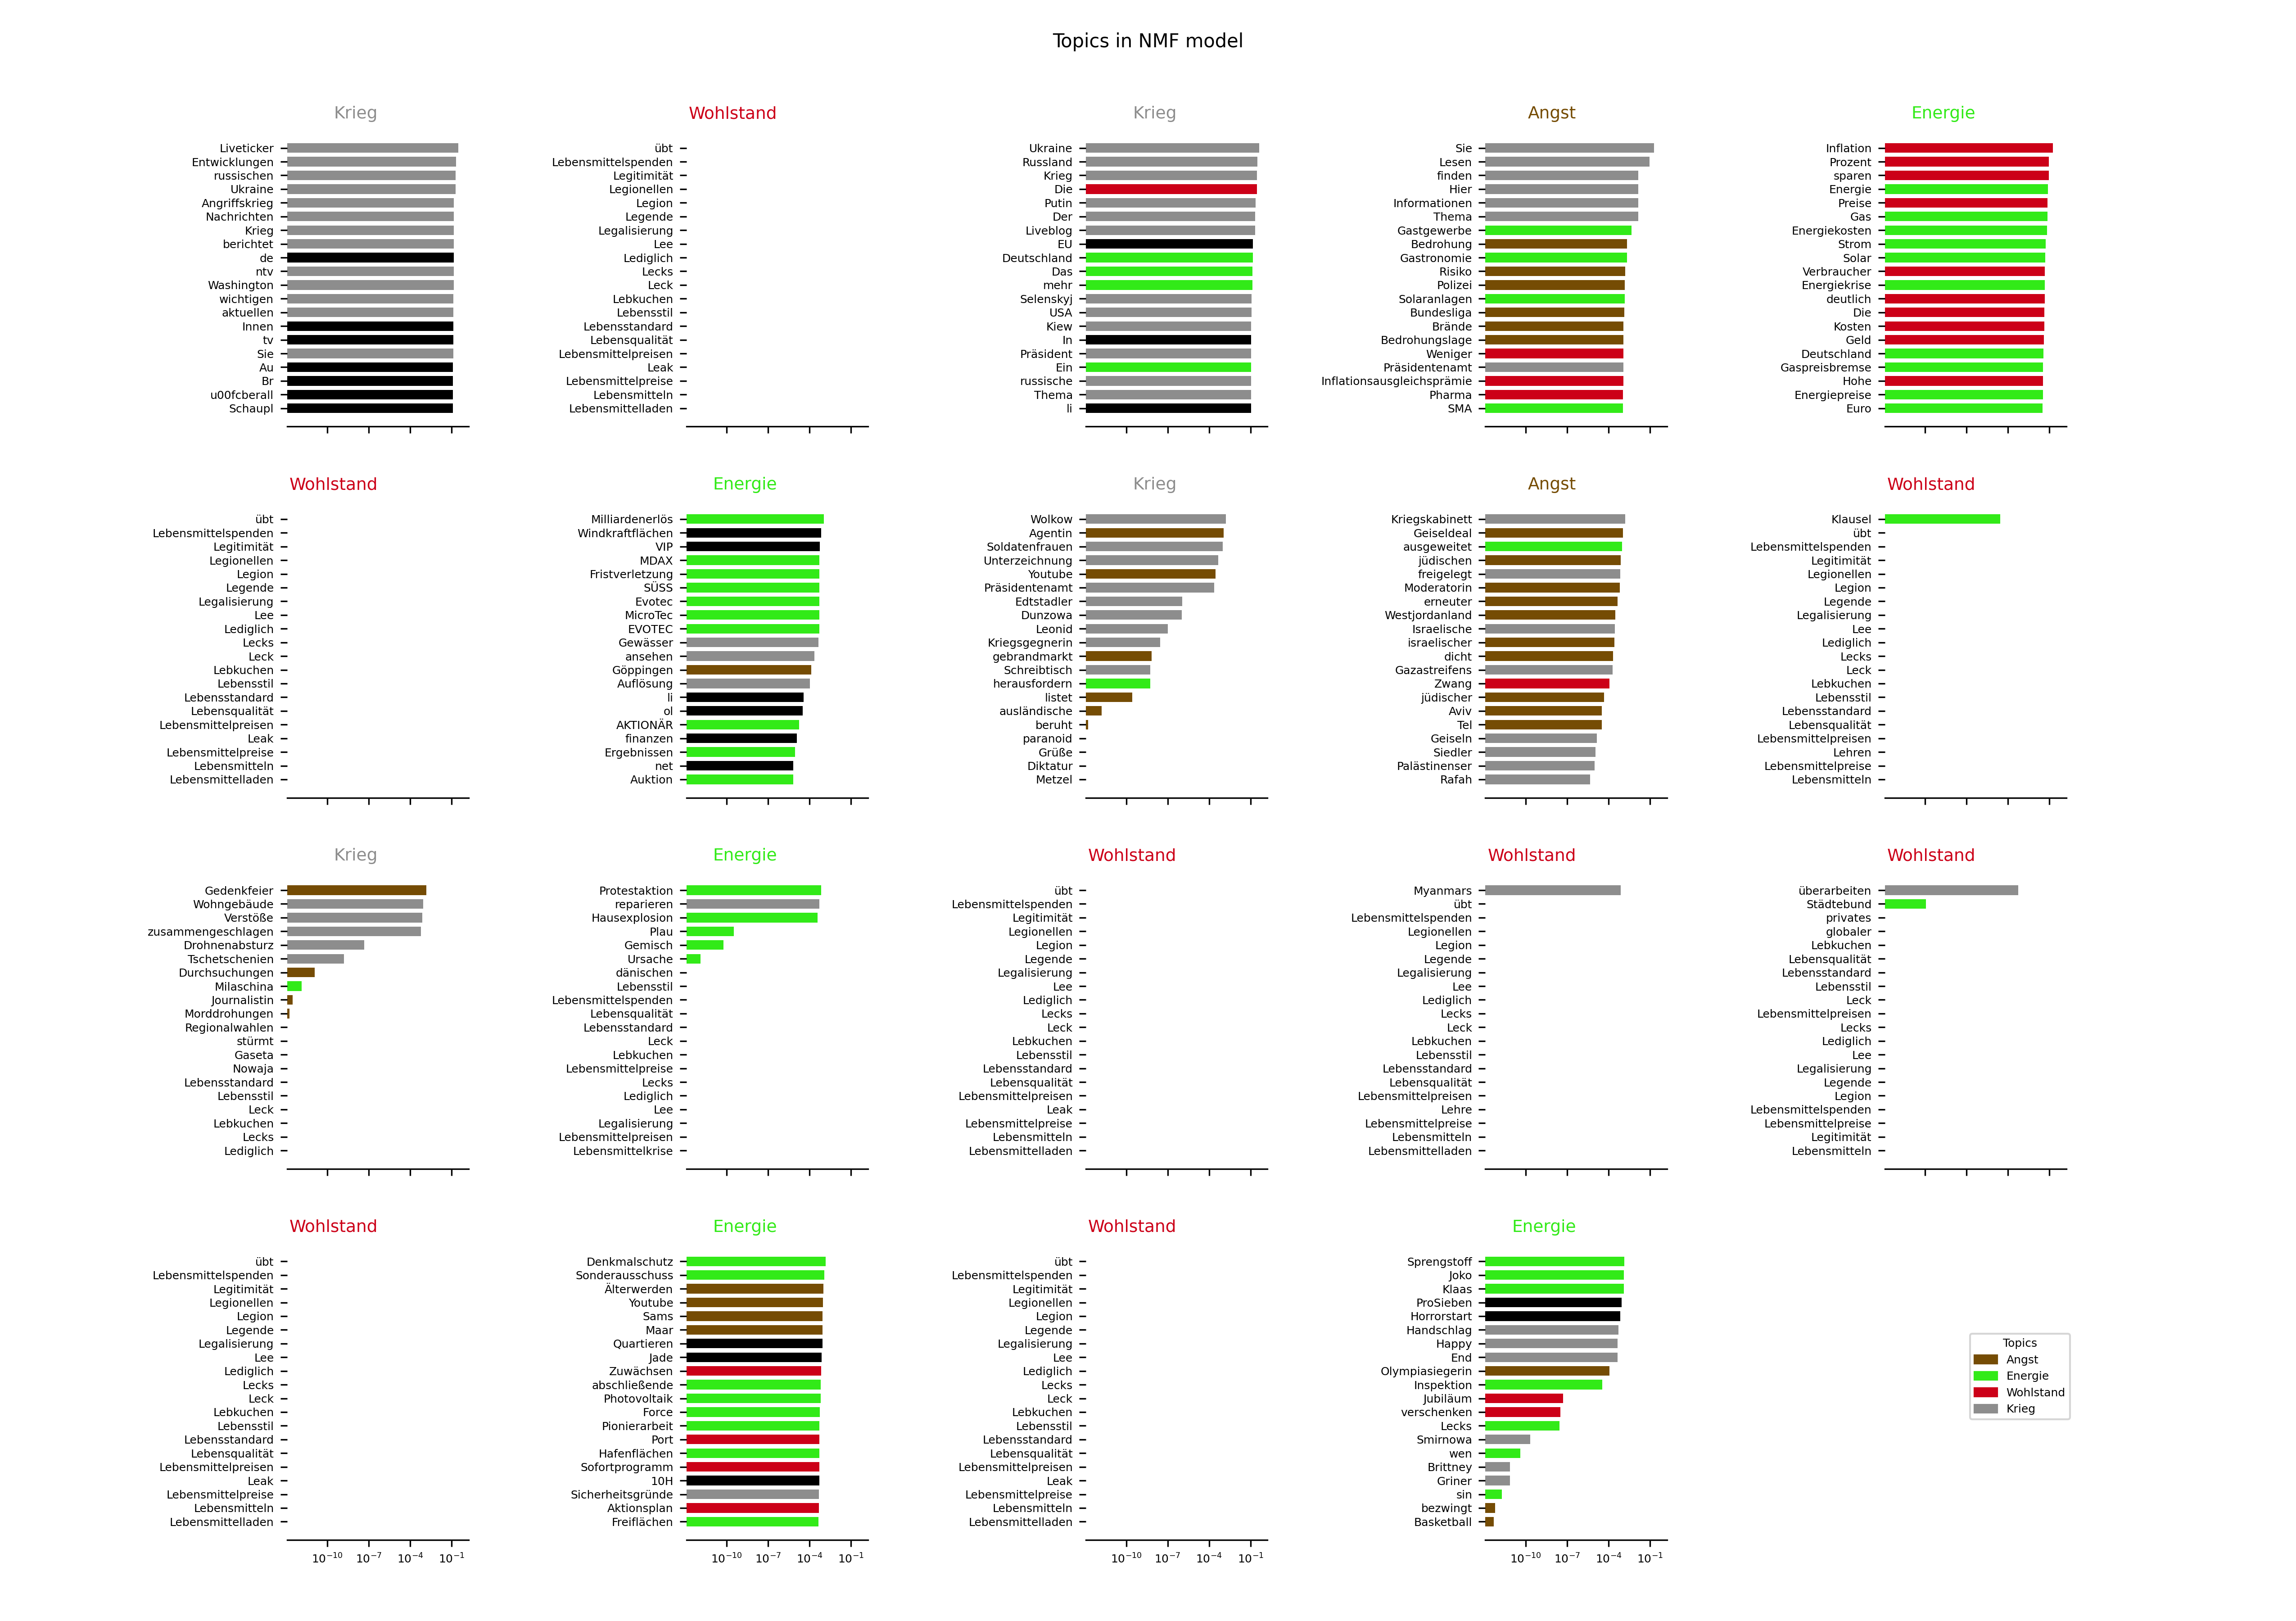 Topics in NMF model
Krieg
Liveticker
Entwicklungen
russischen
Ukraine
Angriffskrieg
Nachrichten
Krieg
berichtet
de
ntv
Washington
wichtigen
aktuellen
Innen
tv
Sie
Au
Br
u00fcberall
Schaupl
Wohlstand
übt
Lebensmittelspenden
Legitimität
Legionellen
Legion
Legende
Legalisierung
Lee
Lediglich
Lecks
Leck
Lebkuchen
Lebensstil
Lebensstandard
Lebensqualität
Lebensmittelpreisen
Leak
Lebensmittelpreise
Lebensmitteln
Lebensmittelladen
Krieg
Ukraine
Russland
Krieg
Die
Putin
Der
Liveblog
EU
Deutschland
Das
mehr
Selenskyj
USA
Kiew
In
Präsident
Ein
russische
Thema
li
Angst
Sie
Lesen
finden
Hier
Informationen
Thema
Gastgewerbe
Bedrohung
Gastronomie
Risiko
Polizei
Solaranlagen
Bundesliga
Brände
Bedrohungslage
Weniger
Präsidentenamt
Inflationsausgleichsprämie
Pharma
SMA
Energie
Inflation
Prozent
sparen
Energie
Preise
Gas
Energiekosten
Strom
Solar
Verbraucher
Energiekrise
deutlich
Die
Kosten
Geld
Deutschland
Gaspreisbremse
Hohe
Energiepreise
Euro
Wohlstand
übt
Lebensmittelspenden
Legitimität
Legionellen
Legion
Legende
Legalisierung
Lee
Lediglich
Lecks
Leck
Lebkuchen
Lebensstil
Lebensstandard
Lebensqualität
Lebensmittelpreisen
Leak
Lebensmittelpreise
Lebensmitteln
Lebensmittelladen
Energie
Milliardenerlös
Windkraftflächen
VIP
MDAX
Fristverletzung
SÜSS
Evotec
MicroTec
EVOTEC
Gewässer
ansehen
Göppingen
Auflösung
li
ol
AKTIONÄR
finanzen
Ergebnissen
net
Auktion
Krieg
Wolkow
Agentin
Soldatenfrauen
Unterzeichnung
Youtube
Präsidentenamt
Edtstadler
Dunzowa
Leonid
Kriegsgegnerin
gebrandmarkt
Schreibtisch
herausfordern
listet
ausländische
beruht
paranoid
Grüße
Diktatur
Metzel
Angst
Kriegskabinett
Geiseldeal
ausgeweitet
jüdischen
freigelegt
Moderatorin
erneuter
Westjordanland
Israelische
israelischer
dicht
Gazastreifens
Zwang
jüdischer
Aviv
Tel
Geiseln
Siedler
Palästinenser
Rafah
Wohlstand
Klausel
übt
Lebensmittelspenden
Legitimität
Legionellen
Legion
Legende
Legalisierung
Lee
Lediglich
Lecks
Leck
Lebkuchen
Lebensstil
Lebensstandard
Lebensqualität
Lebensmittelpreisen
Lehren
Lebensmittelpreise
Lebensmitteln
Krieg
Gedenkfeier
Wohngebäude
Verstöße
zusammengeschlagen
Drohnenabsturz
Tschetschenien
Durchsuchungen
Milaschina
Journalistin
Morddrohungen
Regionalwahlen
stürmt
Gaseta
Nowaja
Lebensstandard
Lebensstil
Leck
Lebkuchen
Lecks
Lediglich
Energie
Protestaktion
reparieren
Hausexplosion
Plau
Gemisch
Ursache
dänischen
Lebensstil
Lebensmittelspenden
Lebensqualität
Lebensstandard
Leck
Lebkuchen
Lebensmittelpreise
Lecks
Lediglich
Lee
Legalisierung
Lebensmittelpreisen
Lebensmittelkrise
Wohlstand
übt
Lebensmittelspenden
Legitimität
Legionellen
Legion
Legende
Legalisierung
Lee
Lediglich
Lecks
Leck
Lebkuchen
Lebensstil
Lebensstandard
Lebensqualität
Lebensmittelpreisen
Leak
Lebensmittelpreise
Lebensmitteln
Lebensmittelladen
Wohlstand
Myanmars
übt
Lebensmittelspenden
Legionellen
Legion
Legende
Legalisierung
Lee
Lediglich
Lecks
Leck
Lebkuchen
Lebensstil
Lebensstandard
Lebensqualität
Lebensmittelpreisen
Lehre
Lebensmittelpreise
Lebensmitteln
Lebensmittelladen
Wohlstand
überarbeiten
Städtebund
privates
globaler
Lebkuchen
Lebensqualität
Lebensstandard
Lebensstil
Leck
Lebensmittelpreisen
Lecks
Lediglich
Lee
Legalisierung
Legende
Legion
Lebensmittelspenden
Lebensmittelpreise
Legitimität
Lebensmitteln
Wohlstand
übt
Lebensmittelspenden
Legitimität
Legionellen
Legion
Legende
Legalisierung
Lee
Lediglich
Lecks
Leck
Lebkuchen
Lebensstil
Lebensstandard
Lebensqualität
Lebensmittelpreisen
Leak
Lebensmittelpreise
Lebensmitteln
Lebensmittelladen
10⁻¹⁰ 10⁻⁷ 10⁻⁴ 10⁻¹
Energie
Denkmalschutz
Sonderausschuss
Älterwerden
Youtube
Sams
Maar
Quartieren
Jade
Zuwächsen
abschließende
Photovoltaik
Force
Pionierarbeit
Port
Hafenflächen
Sofortprogramm
10H
Sicherheitsgründe
Aktionsplan
Freiflächen
10⁻¹⁰ 10⁻⁷ 10⁻⁴ 10⁻¹
Wohlstand
übt
Lebensmittelspenden
Legitimität
Legionellen
Legion
Legende
Legalisierung
Lee
Lediglich
Lecks
Leck
Lebkuchen
Lebensstil
Lebensstandard
Lebensqualität
Lebensmittelpreisen
Leak
Lebensmittelpreise
Lebensmitteln
Lebensmittelladen
10⁻¹⁰ 10⁻⁷ 10⁻⁴ 10⁻¹
Energie
Sprengstoff
Joko
Klaas
ProSieben
Horrorstart
Handschlag
Happy
End
Olympiasiegerin
Inspektion
Jubiläum
verschenken
Lecks
Smirnowa
wen
Brittney
Griner
sin
bezwingt
Basketball
10⁻¹⁰ 10⁻⁷ 10⁻⁴ 10⁻¹
Topics
Angst
Energie
Wohlstand
Krieg